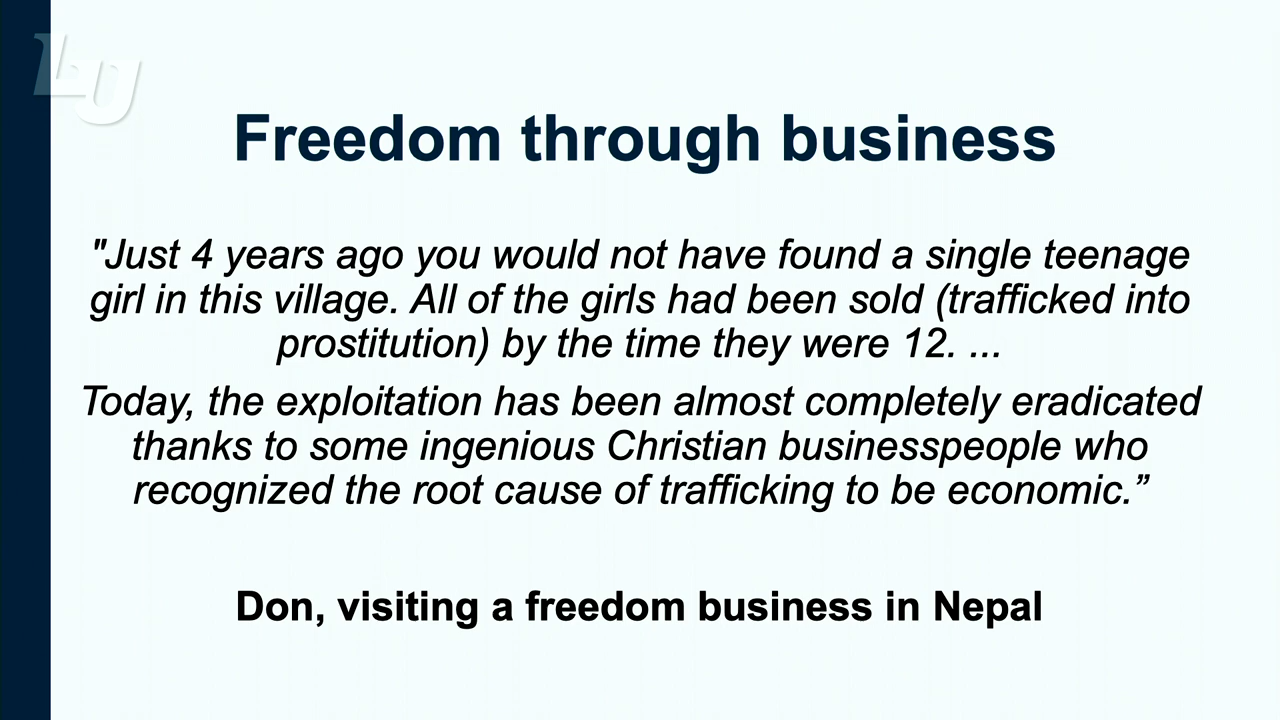 LU
Freedom through business
"Just 4 years ago you would not have found a single teenage
girl in this village. All of the girls had been sold (trafficked into
prostitution) by the time they were 12. ...
Today, the exploitation has been almost completely eradicated
thanks to some ingenious Christian businesspeople who
recognized the root cause of trafficking to be economic.”
Don, visiting a freedom business in Nepal